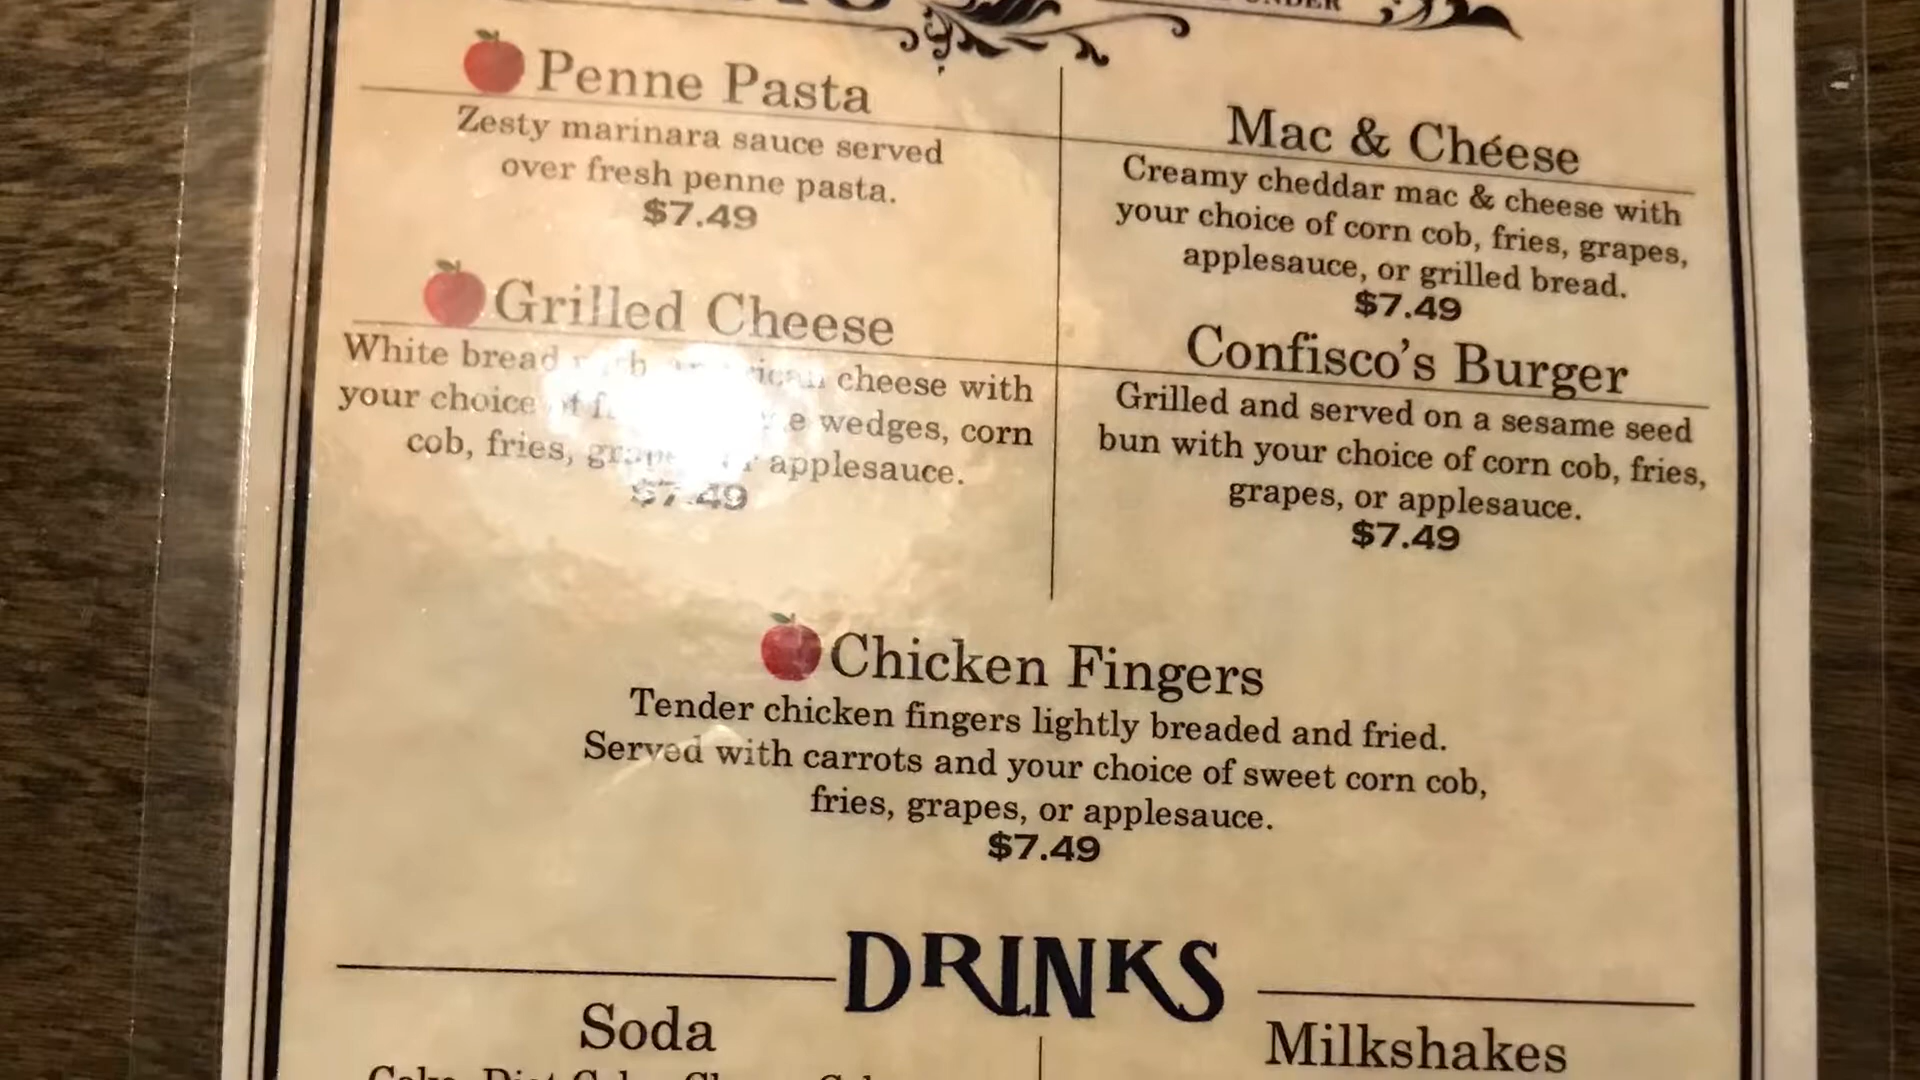 UNDER
Penne Pasta
Zesty marinara sauce served
over fresh penne pasta.
$7.49
Grilled Cheese
White bread cheese with
your choice wedges, corn
cob, fries, applesauce.
$7.49
Mac & Cheese
Creamy cheddar mac & cheese with
your choice of corn cob, fries, grapes,
applesauce, or grilled bread.
$7.49
Confisco's Burger
Grilled and served on a sesame seed
bun with your choice of corn cob, fries,
grapes, or applesauce.
$7.49
Chicken Fingers
Tender chicken fingers lightly breaded and fried.
Served with carrots and your choice of sweet corn cob,
fries, grapes, or applesauce.
$7.49
DRINKS
Soda
Milkshakes